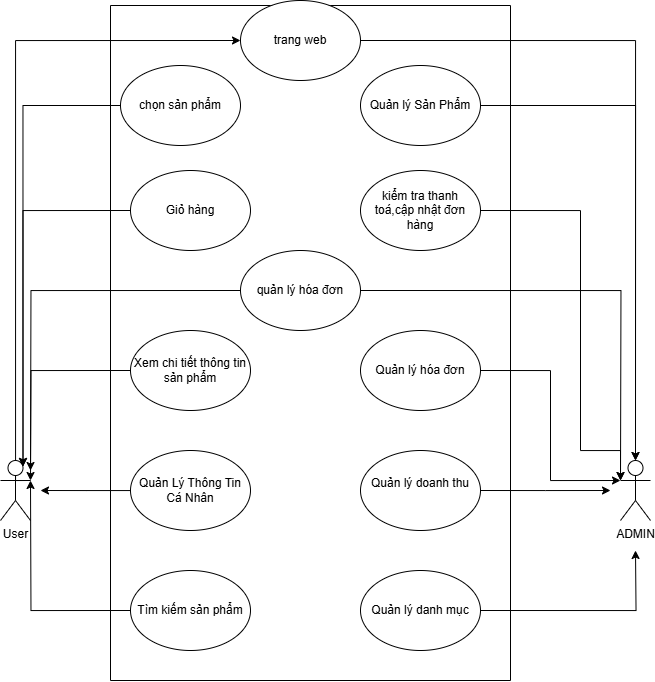 trang web
chọn sản phẩm
Quản lý Sản Phẩm
Giỏ hàng
kiểm tra thanh
toá,cập nhật đơn
hàng
quản lý hóa đơn
Xem chi tiết thông tin
sản phẩm
Quản lý hóa đơn
Quản Lý Thông Tin
Cá Nhân
Quản lý doanh thu
User
ADMIN
Tìm kiếm sản phẩm
Quản lý danh mục